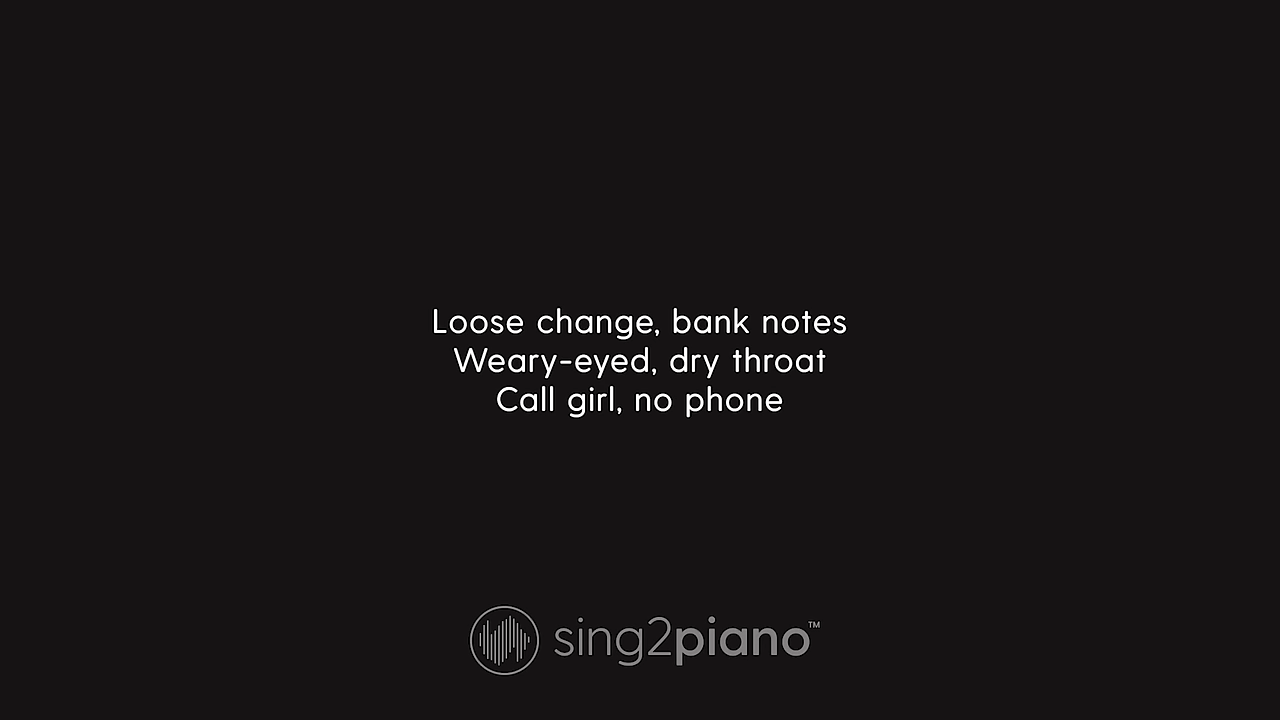 Loose change, bank notes
Weary-eyed, dry throat
Call girl, no phone
sing2piano™